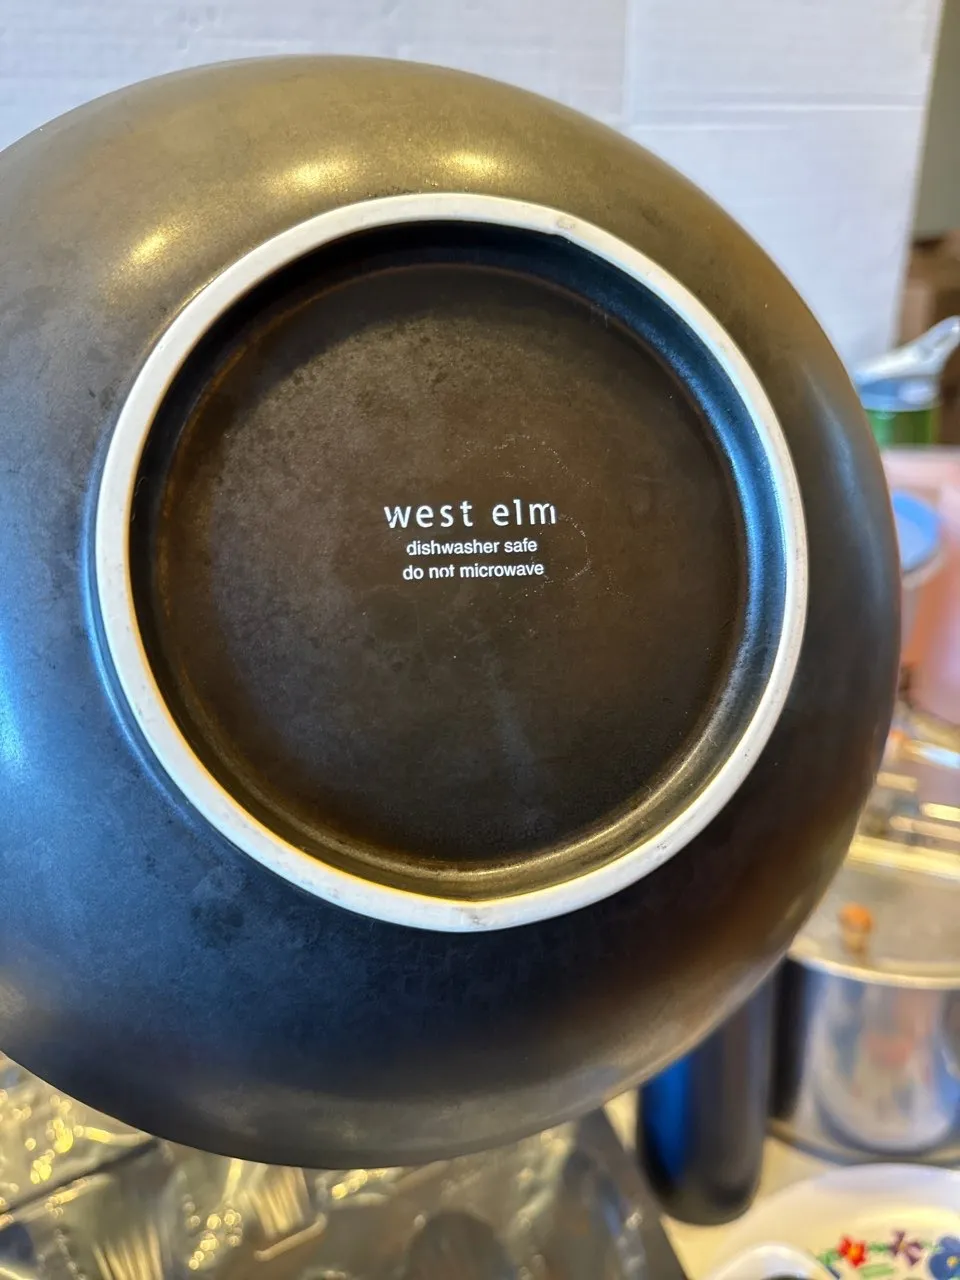 west elm
dishwasher safe
do not microwave